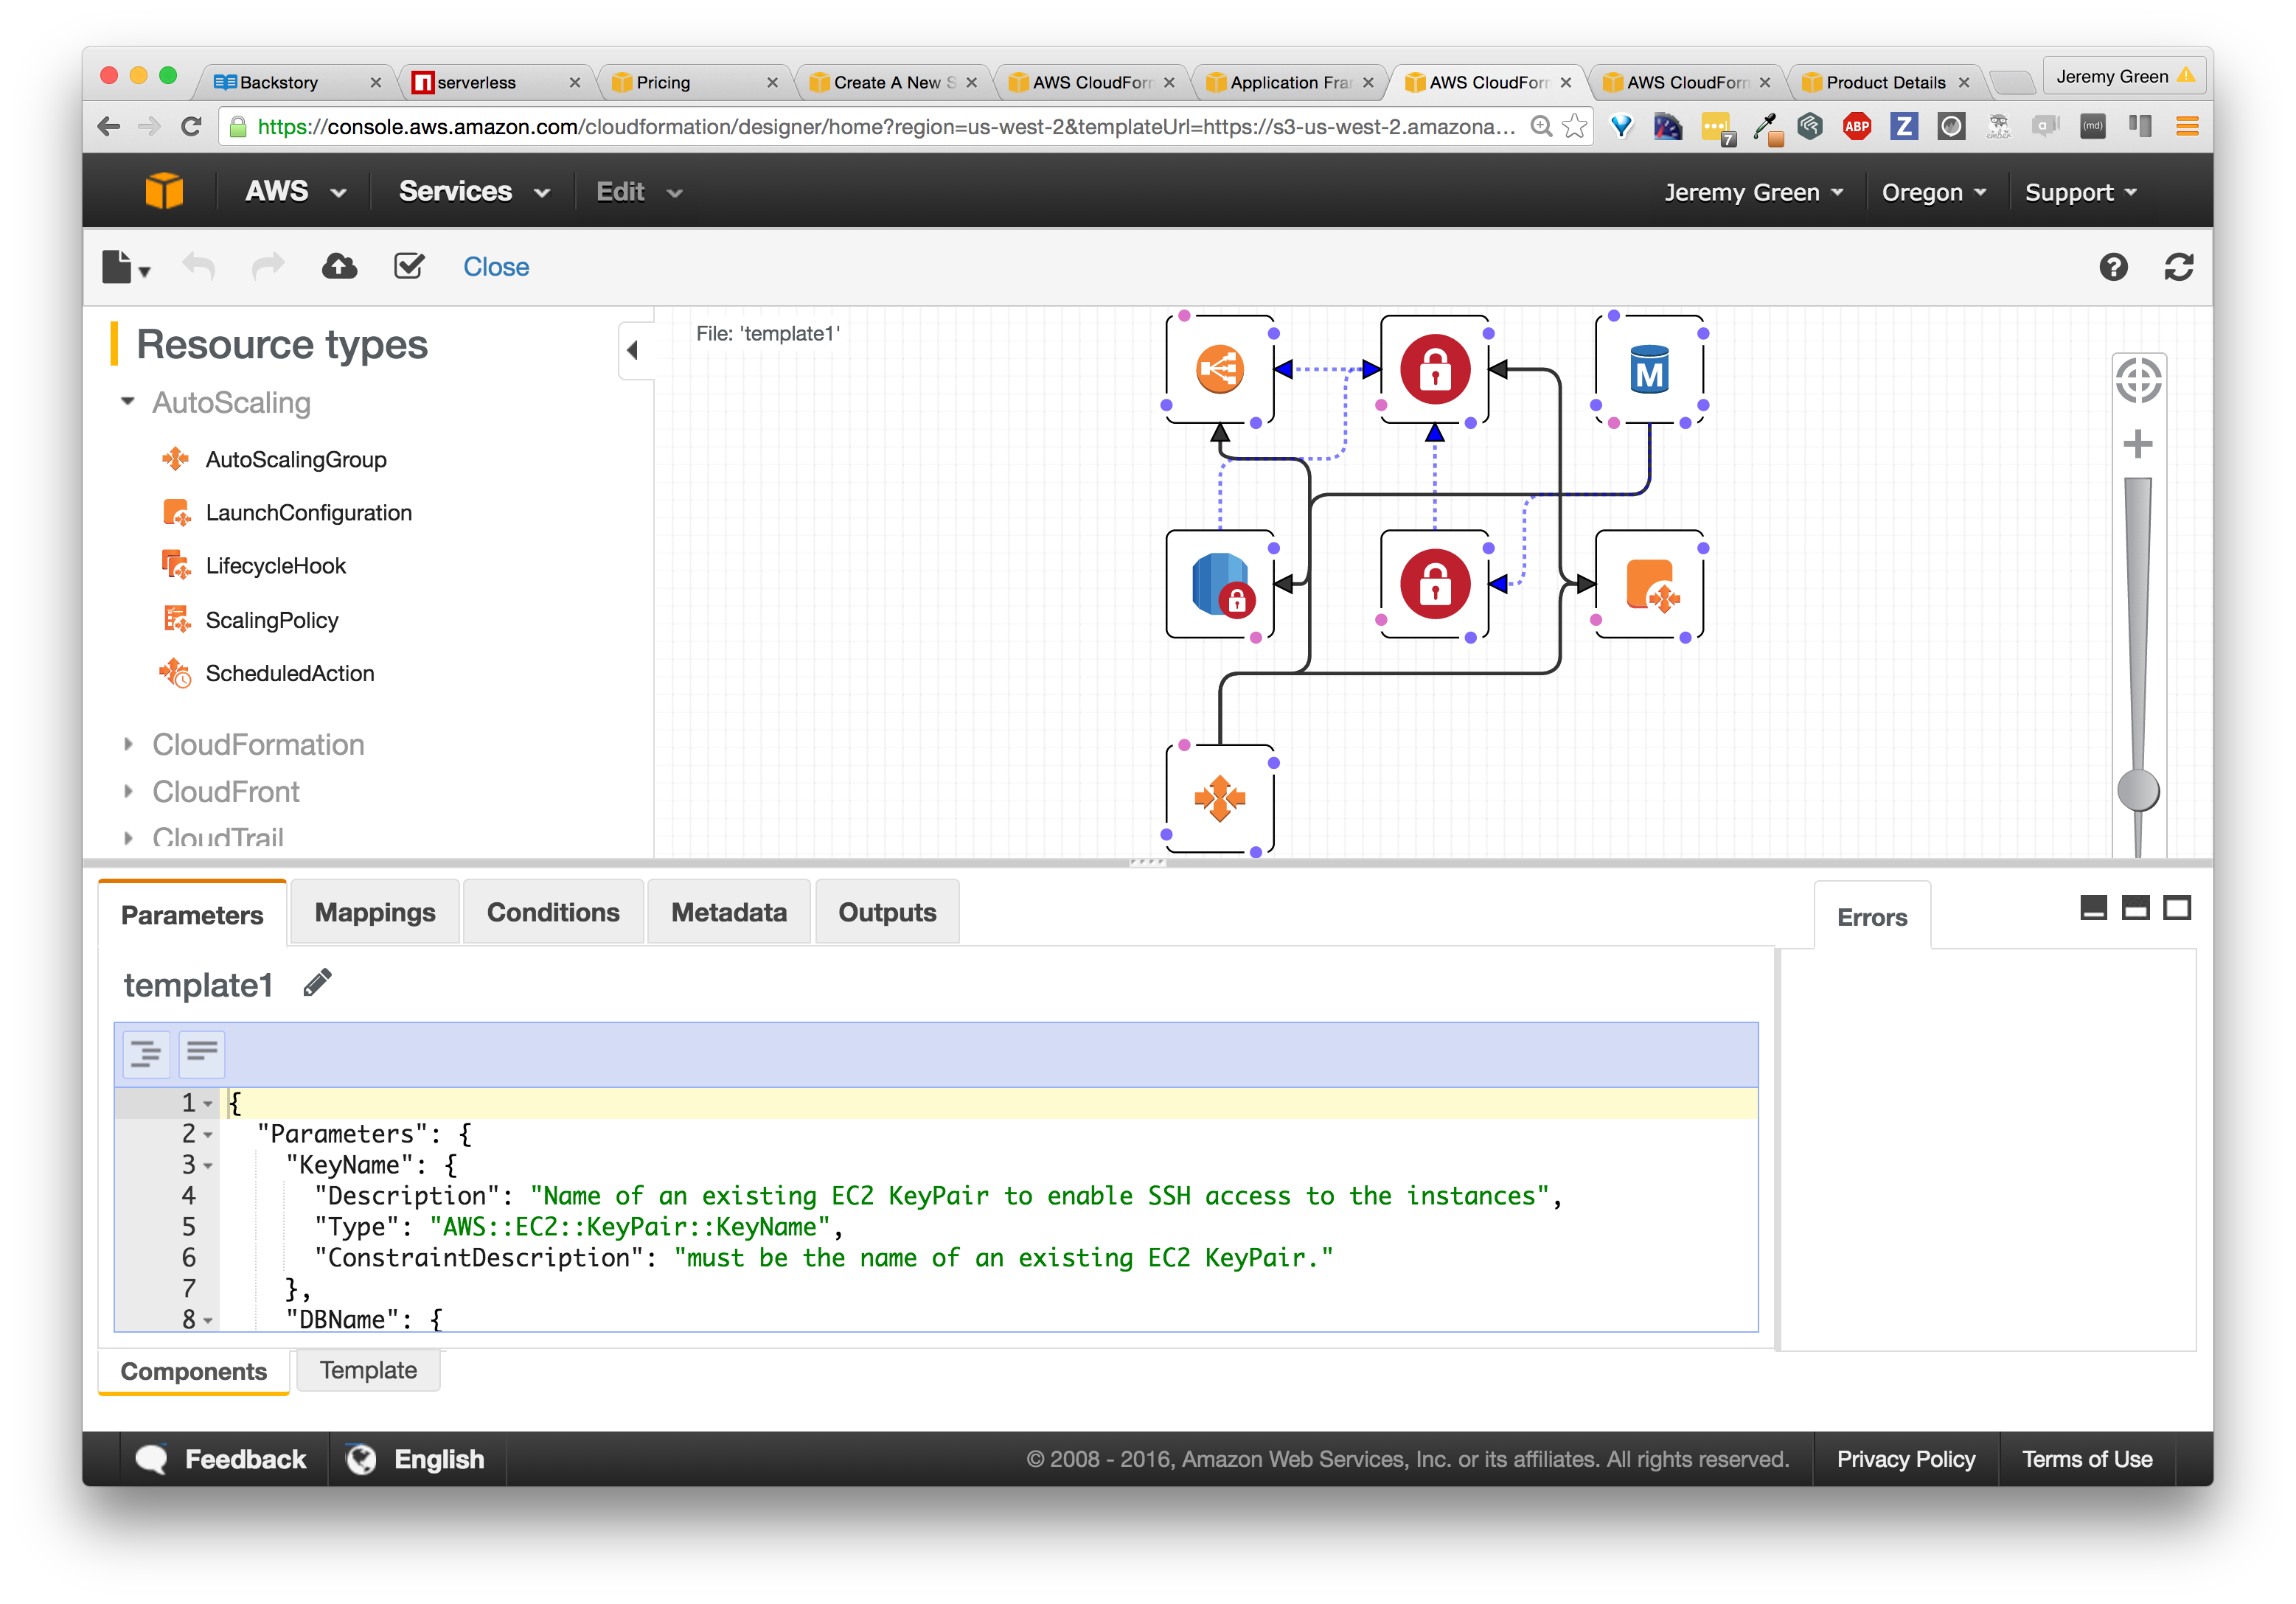 Backstory
serverless
Pricing
Create A New S
AWS CloudForm
Application Fra
AWS CloudForm
AWS CloudForm
Product Details
Jeremy Green
https://console.aws.amazon.com/cloudformation/designer/home?region=us-west-2&templateUrl=https://s3-us-west-2.amazona...
7
ABP
Z
a
(md)
AWS
Services
Edit
Jeremy Green
Oregon
Support
Close
?
Resource types
File: 'template1'
AutoScaling
AutoScalingGroup
LaunchConfiguration
LifecycleHook
ScalingPolicy
ScheduledAction
CloudFormation
CloudFront
CloudTrail
M
Parameters
Mappings
Conditions
Metadata
Outputs
Errors
template1
1 {
2 "Parameters": {
3 "KeyName": {
4 "Description": "Name of an existing EC2 KeyPair to enable SSH access to the instances",
5 "Type": "AWS::EC2::KeyPair::KeyName",
6 "ConstraintDescription": "must be the name of an existing EC2 KeyPair."
7 },
8 "DBName": {
Components
Template
Feedback
English
© 2008 - 2016, Amazon Web Services, Inc. or its affiliates. All rights reserved.
Privacy Policy
Terms of Use